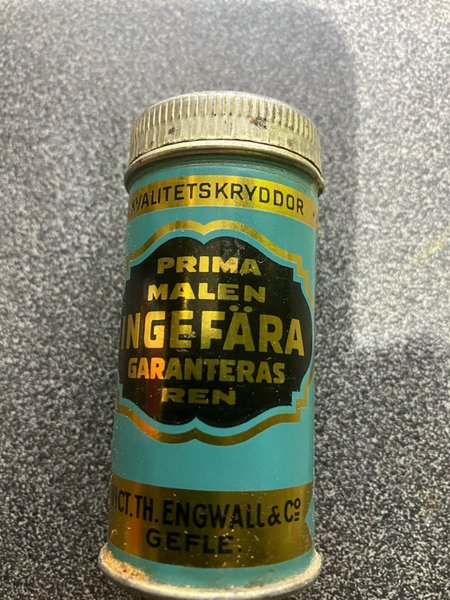 KVALITETSKRYDDOR
PRIMA
MALEN
INGEFÄRA
GARANTERAS
REN
VICT. TH. ENGWALL & Co
GEFLE.